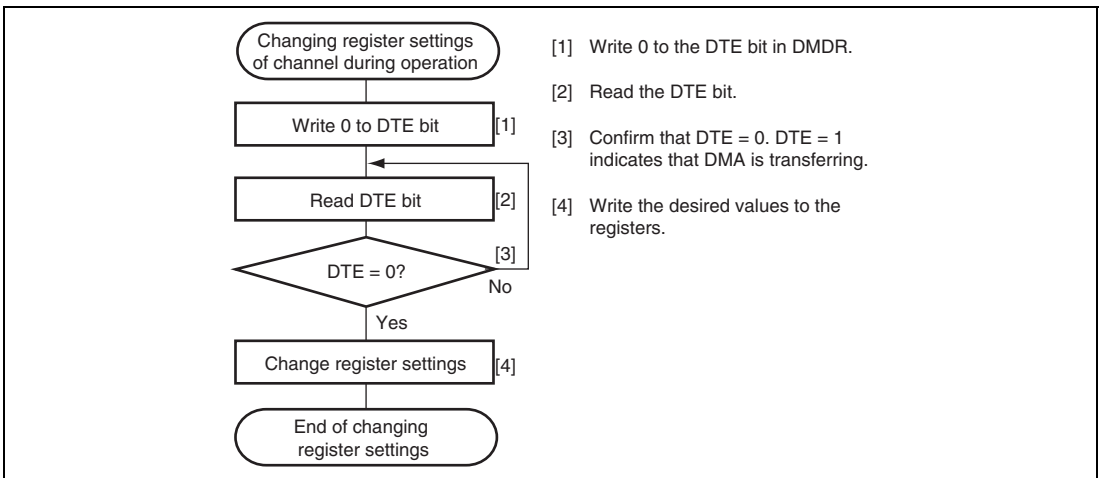 Changing register settings
of channel during operation
Write 0 to DTE bit
[1]
Read DTE bit
[2]
DTE = 0?
[3]
No
Yes
Change register settings
[4]
End of changing
register settings
[1] Write 0 to the DTE bit in DMDR.
[2] Read the DTE bit.
[3] Confirm that DTE = 0. DTE = 1
indicates that DMA is transferring.
[4] Write the desired values to the
registers.